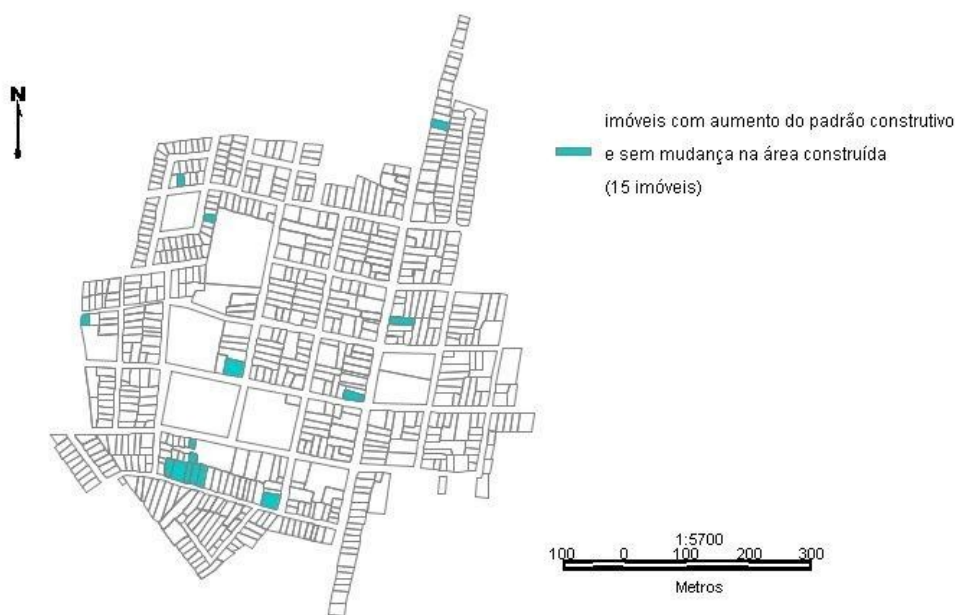 N
imóveis com aumento do padrão construtivo
e sem mudança na área construída
(15 imóveis)
1:5700
100 0 100 200 300
Metros